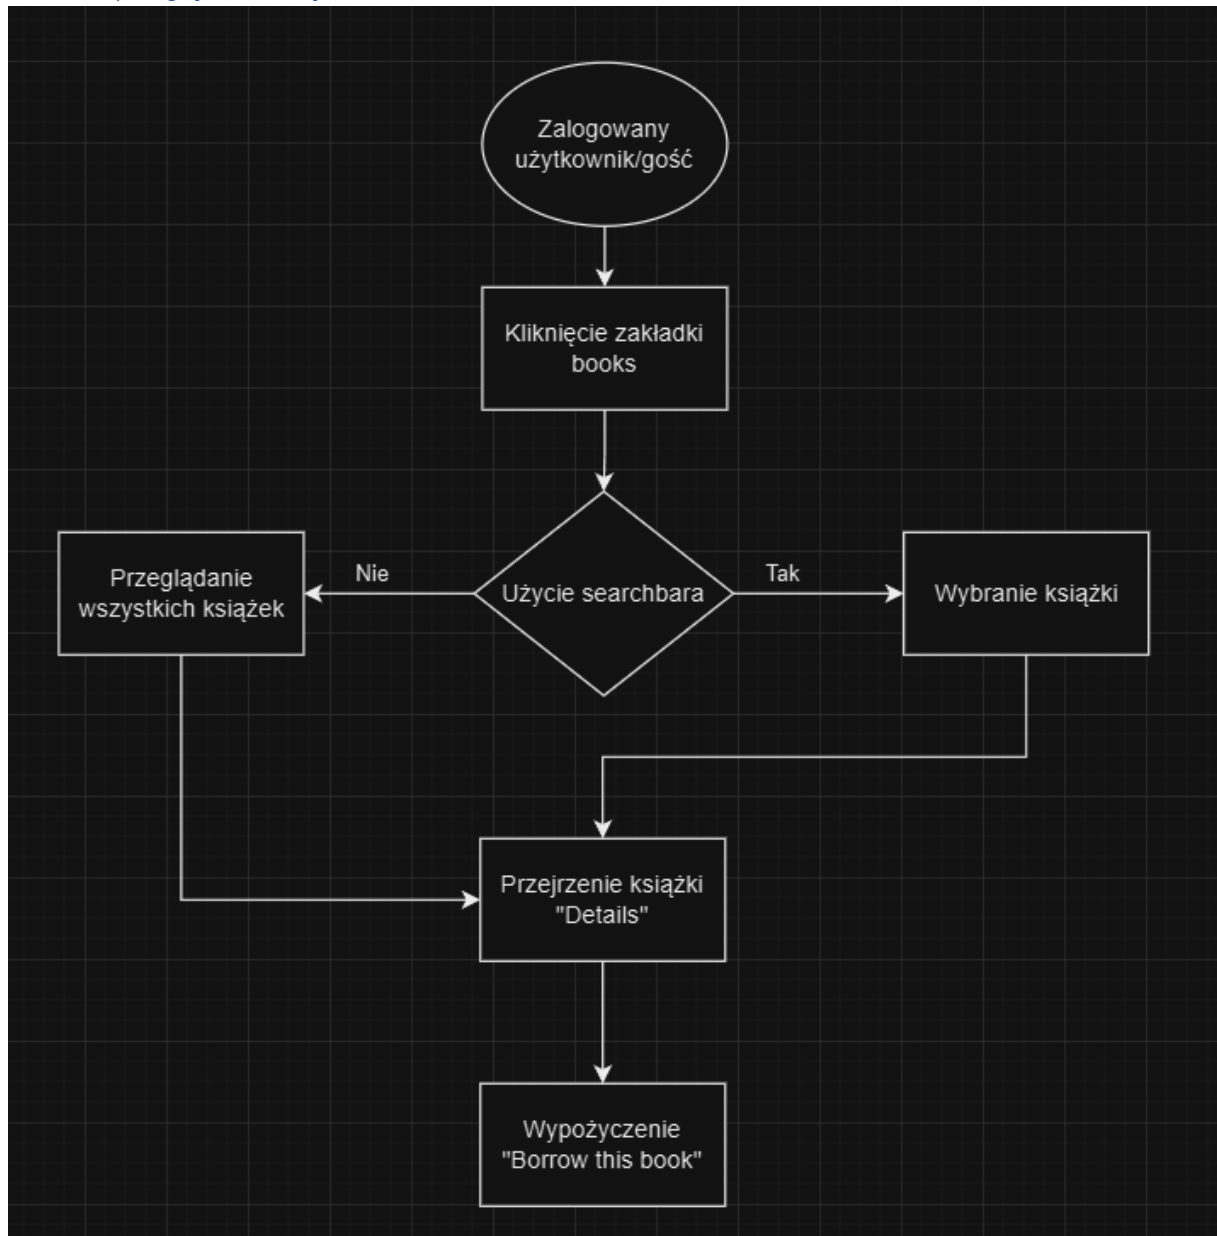 Zalogowany
użytkownik/gość
Kliknięcie zakładki
books
Przeglądanie
wszystkich książek
Nie
Użycie searchbara
Tak
Wybranie książki
Przejrzenie książki
"Details"
Wypożyczenie
"Borrow this book"